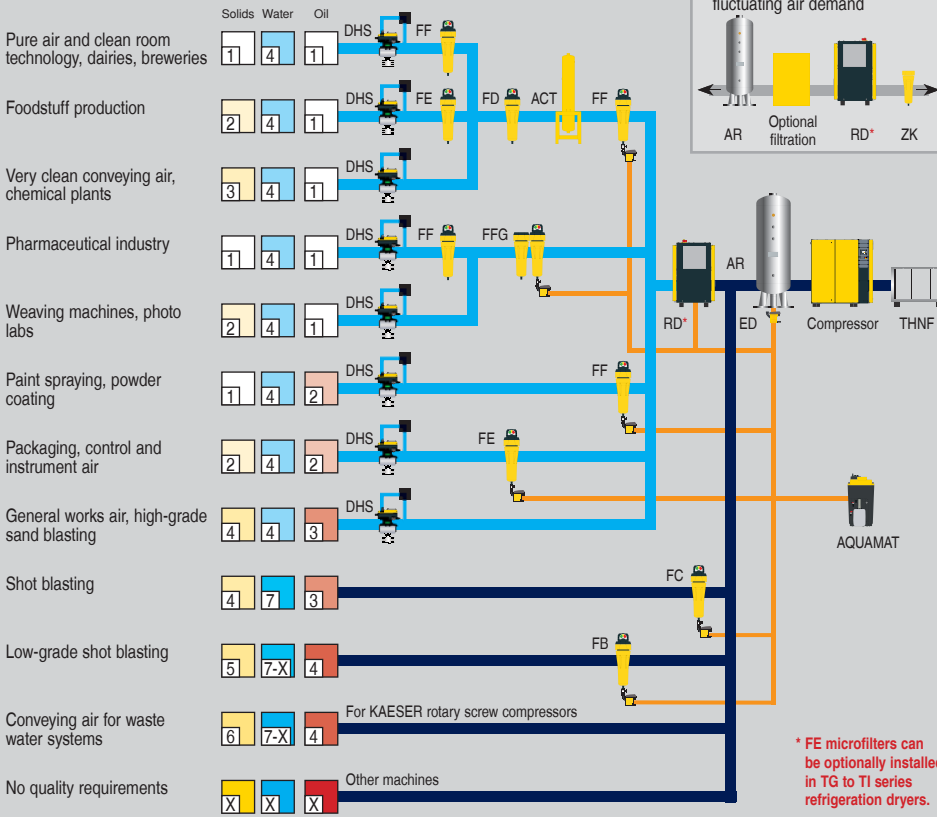 fluctuating air demand
AR
Optional
filtration
RD*
ZK
Solids Water Oil
Pure air and clean room
technology, dairies, breweries
1 4 1
DHS FF
Foodstuff production
2 4 1
DHS FE FD ACT FF
Very clean conveying air,
chemical plants
3 4 1
DHS
Pharmaceutical industry
1 4 1
DHS FF FFG
AR
Weaving machines, photo
labs
2 4 1
DHS
RD* ED Compressor THNF
Paint spraying, powder
coating
1 4 2
DHS FF
Packaging, control and
instrument air
2 4 2
DHS FE
General works air, high-grade
sand blasting
4 4 3
DHS
AQUAMAT
Shot blasting
4 7 3
FC
Low-grade shot blasting
5 7-X 4
FB
Conveying air for waste
water systems
6 7-X 4
For KAESER rotary screw compressors
No quality requirements
X X X
Other machines
* FE microfilters can
be optionally installed
in TG to TI series
refrigeration dryers.